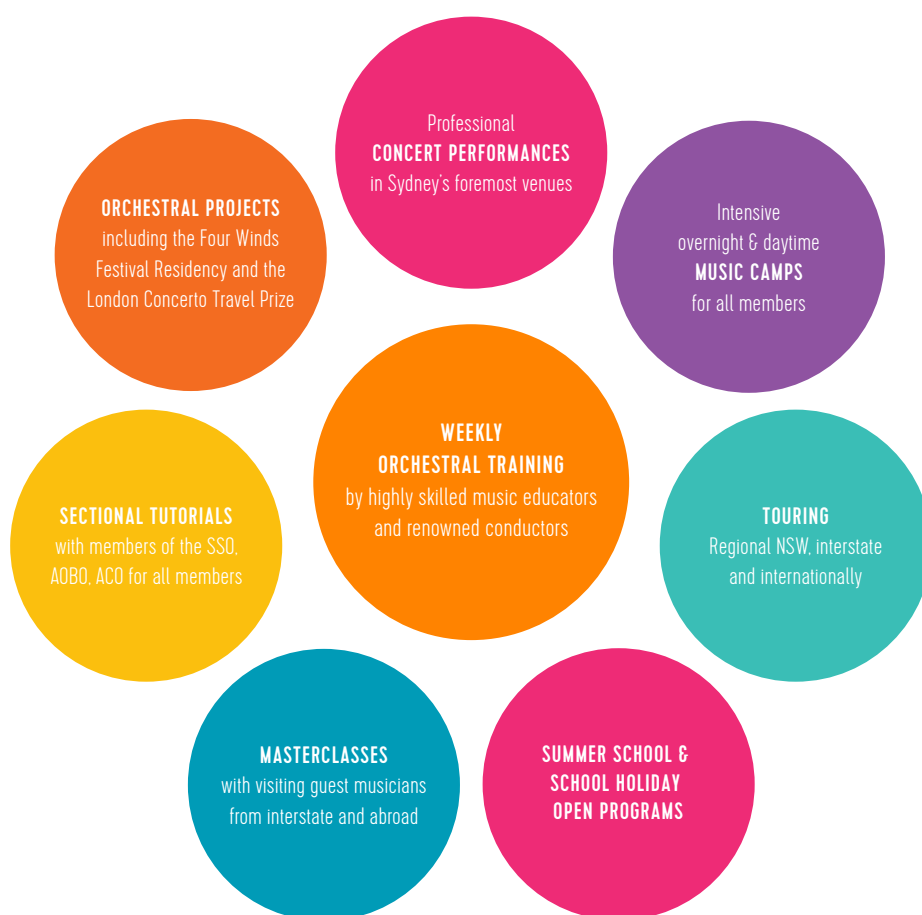 Professional
CONCERT PERFORMANCES
in Sydney's foremost venues
ORCHESTRAL PROJECTS
including the Four Winds
Festival Residency and the
London Concerto Travel Prize
Intensive
overnight & daytime
MUSIC CAMPS
for all members
WEEKLY
ORCHESTRAL TRAINING
by highly skilled music educators
and renowned conductors
SECTIONAL TUTORIALS
with members of the SSO,
AOBO, ACO for all members
TOURING
Regional NSW, interstate
and internationally
MASTERCLASSES
with visiting guest musicians
from interstate and abroad
SUMMER SCHOOL &
SCHOOL HOLIDAY
OPEN PROGRAMS